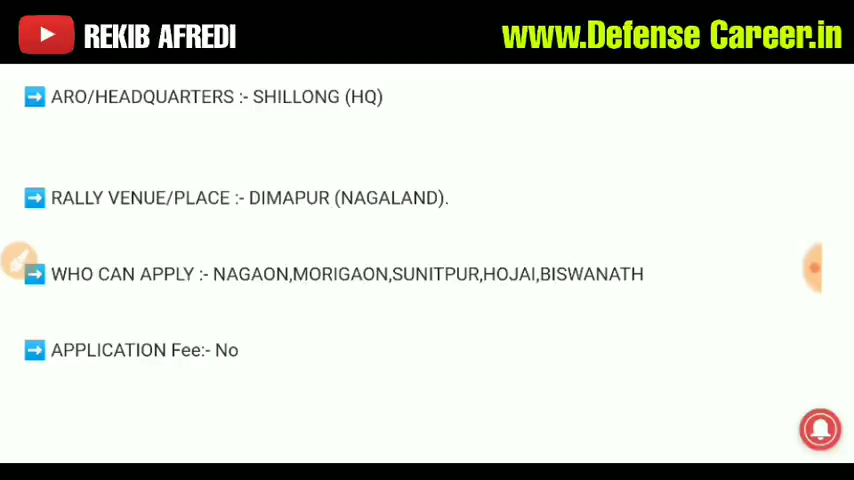 REKIB AFREDI
www.Defense Career.in
➡ ARO/HEADQUARTERS :- SHILLONG (HQ)
➡ RALLY VENUE/PLACE :- DIMAPUR (NAGALAND).
➡ WHO CAN APPLY :- NAGAON,MORIGAON,SUNITPUR,HOJAI,BISWANATH
➡ APPLICATION Fee:- No